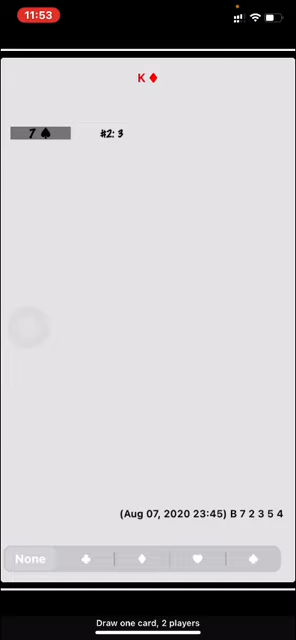 11:53
K ♦
7 ♠ #2: 3
(Aug 07, 2020 23:45) B 7 2 3 5 4
None ♣ ♦ ♥ ♠
Draw one card, 2 players